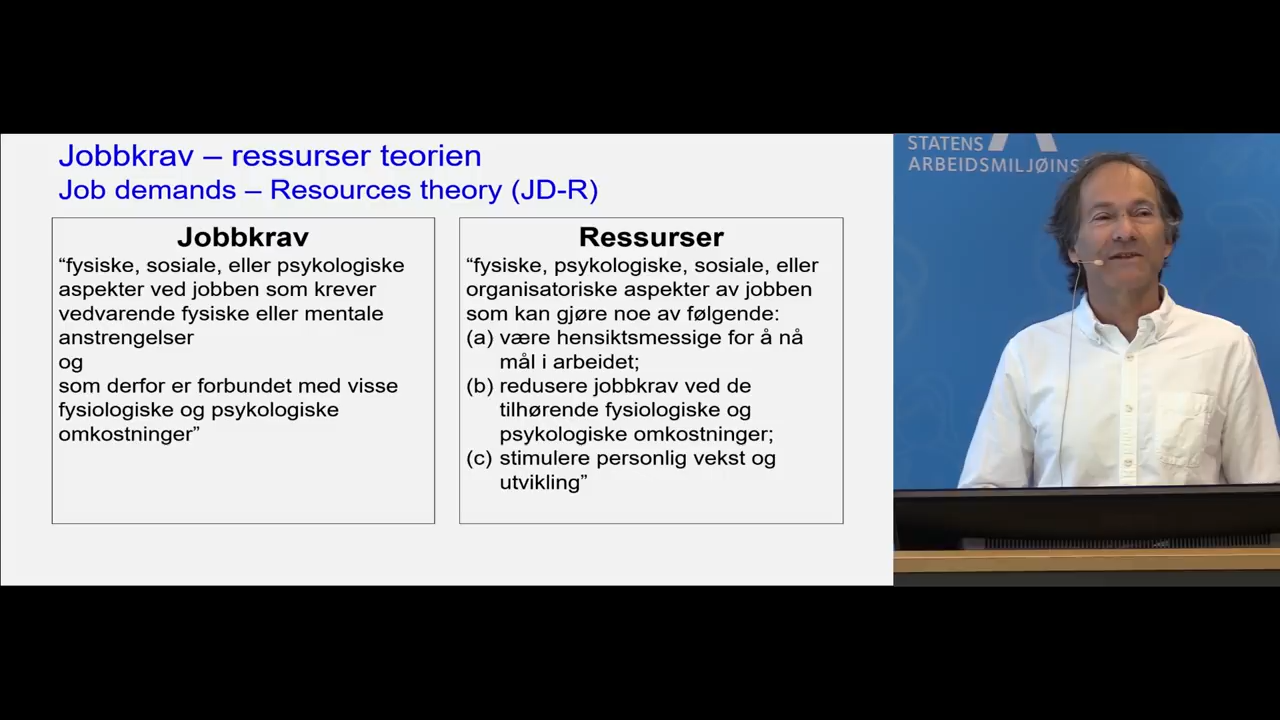 Jobbkrav – ressurser teorien
Job demands – Resources theory (JD-R)
Jobbkrav
“fysiske, sosiale, eller psykologiske
aspekter ved jobben som krever
vedvarende fysiske eller mentale
anstrengelser
og
som derfor er forbundet med visse
fysiologiske og psykologiske
omkostninger”
Ressurser
“fysiske, psykologiske, sosiale, eller
organisatoriske aspekter av jobben
som kan gjøre noe av følgende:
(a) være hensiktsmessige for å nå
mål i arbeidet;
(b) redusere jobbkrav ved de
tilhørende fysiologiske og
psykologiske omkostninger;
(c) stimulere personlig vekst og
utvikling”
STATENS
ARBEIDSMILJØINS